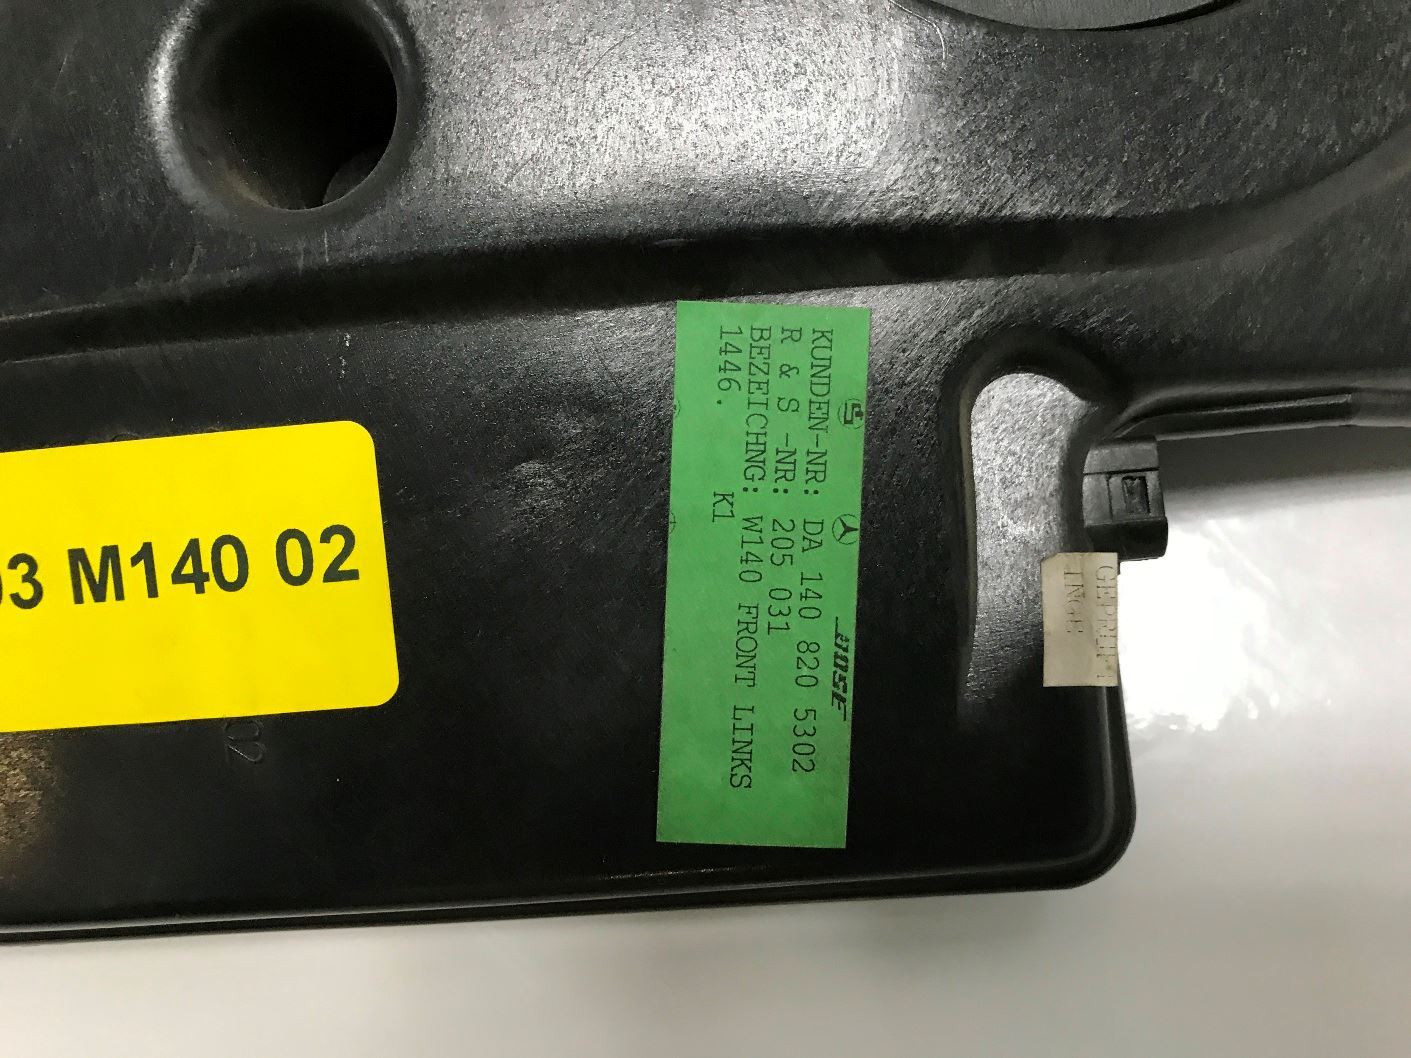 03 M140 02
BOSE
KUNDEN-NR: DA 140 820 5302
R & S -NR: 205 031
BEZEICHNG: W140 FRONT LINKS
1446. K1
GEPRÜFT
02